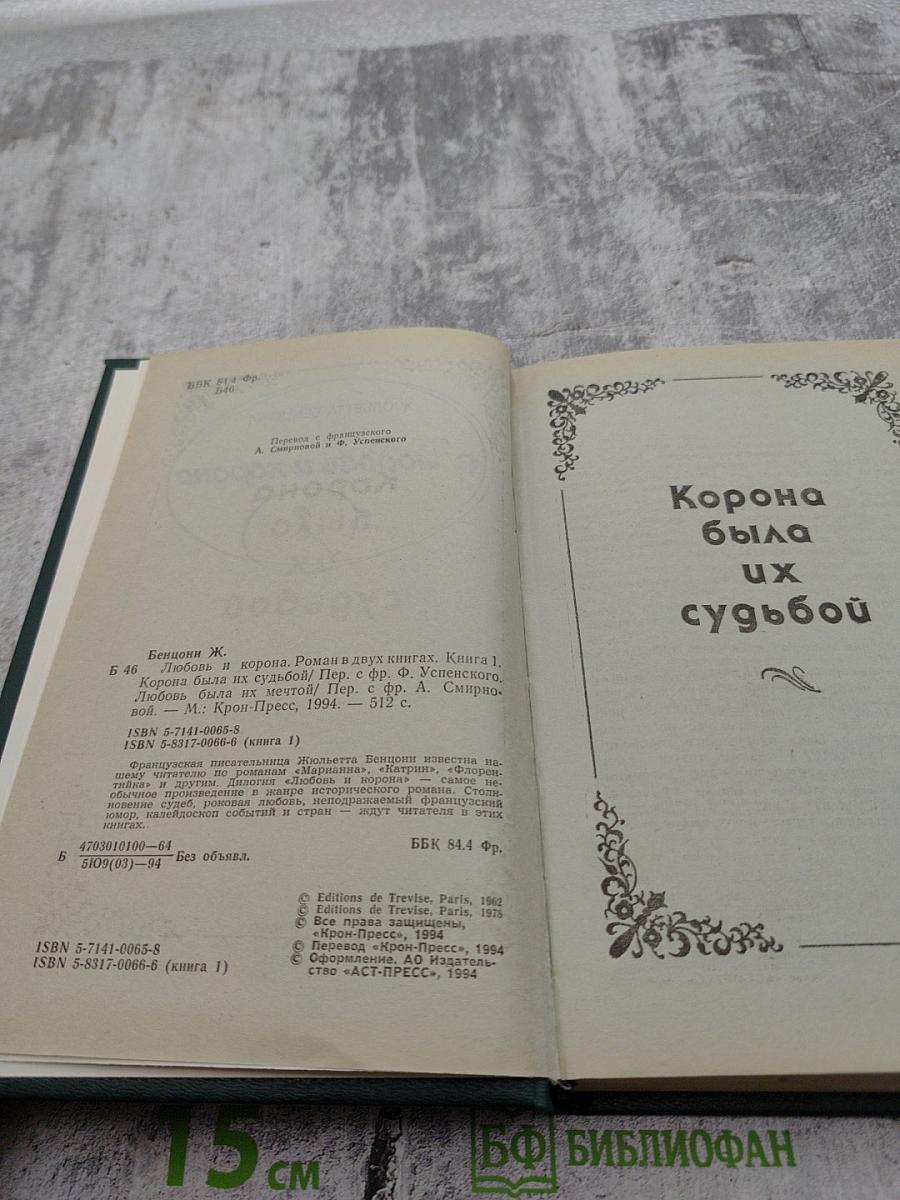 ББК 84.4 Фр.
Б46
Перевод с французского
А. Смирновой и Ф. Успенского
Бенцони Ж.
Б 46 Любовь и корона. Роман в двух книгах. Книга 1.
Корона была их судьбой/ Пер. с фр. Ф. Успенского.
Любовь была их мечтой/ Пер. с фр. А. Смирно-
вой. — М.: Крон-Пресс, 1994. — 512 с.
ISBN 5-7141-0065-8
ISBN 5-8317-0066-6 (книга 1)
Французская писательница Жюльетта Бенцони известна на-
шему читателю по романам «Марианна», «Катрин», «Флорен-
тийка» и другим. Дилогия «Любовь и корона» — самое не-
обычное произведение в жанре исторического романа. Столк-
новение судеб, роковая любовь, неподражаемый французский
юмор, калейдоскоп событий и стран — ждут читателя в этих
книгах.
Б 4703010100—64
5Ю9(03)—94 Без объявл.
ББК 84.4 Фр.
© Editions de Trevise, Paris, 1962
© Editions de Trevise, Paris, 1978
© Все права защищены,
«Крон-Пресс», 1994
© Перевод «Крон-Пресс», 1994
© Оформление. АО Издатель-
ство «АСТ-ПРЕСС», 1994
ISBN 5-7141-0065-8
ISBN 5-8317-0066-6 (книга 1)
Корона
была
их
судьбой
15 см
БФ БИБЛИОФАН